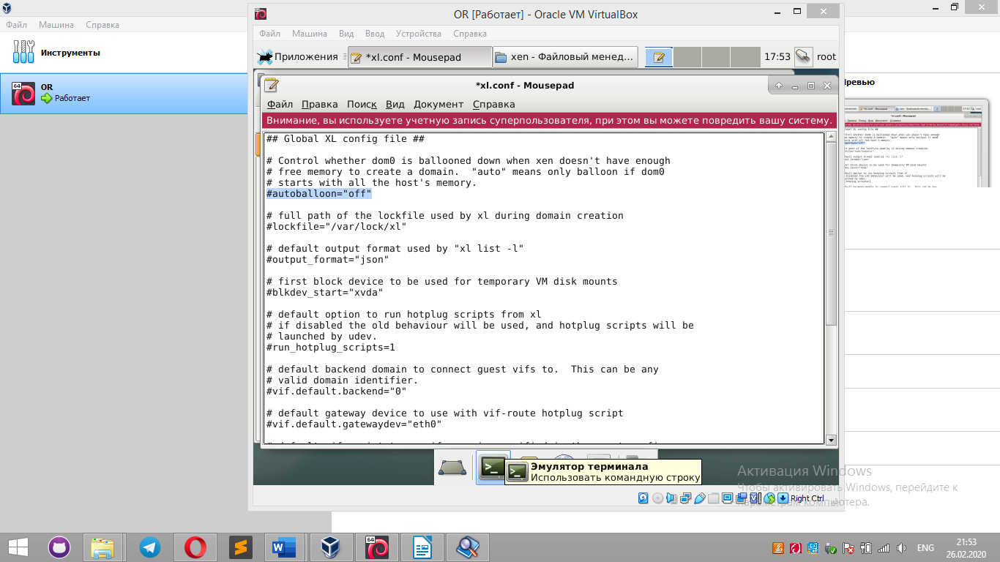 OR [Работает] - Oracle VM VirtualBox
Файл Машина Справка
Инструменты
64
OR
Работает
Файл Машина Вид Ввод Устройства Справка
Приложения *xl.conf - Mousepad xen - Файловый менед... 17:53 root
*xl.conf - Mousepad
Файл Правка Поиск Вид Документ Справка
Внимание, вы используете учетную запись суперпользователя, при этом вы можете повредить вашу систему.
## Global XL config file ##
# Control whether dom0 is ballooned down when xen doesn't have enough
# free memory to create a domain.  "auto" means only balloon if dom0
# starts with all the host's memory.
#autoballoon="off"
# full path of the lockfile used by xl during domain creation
#lockfile="/var/lock/xl"
# default output format used by "xl list -l"
#output_format="json"
# first block device to be used for temporary VM disk mounts
#blkdev_start="xvda"
# default option to run hotplug scripts from xl
# if disabled the old behaviour will be used, and hotplug scripts will be
# launched by udev.
#run_hotplug_scripts=1
# default backend domain to connect guest vifs to.  This can be any
# valid domain identifier.
#vif.default.backend="0"
# default gateway device to use with vif-route hotplug script
#vif.default.gatewaydev="eth0"
Эмулятор терминала
Использовать командную строку
Right Ctrl
Активация Windows
Чтобы активировать Windows, перейдите к
параметрам компьютера.
ENG
21:53
26.02.2020